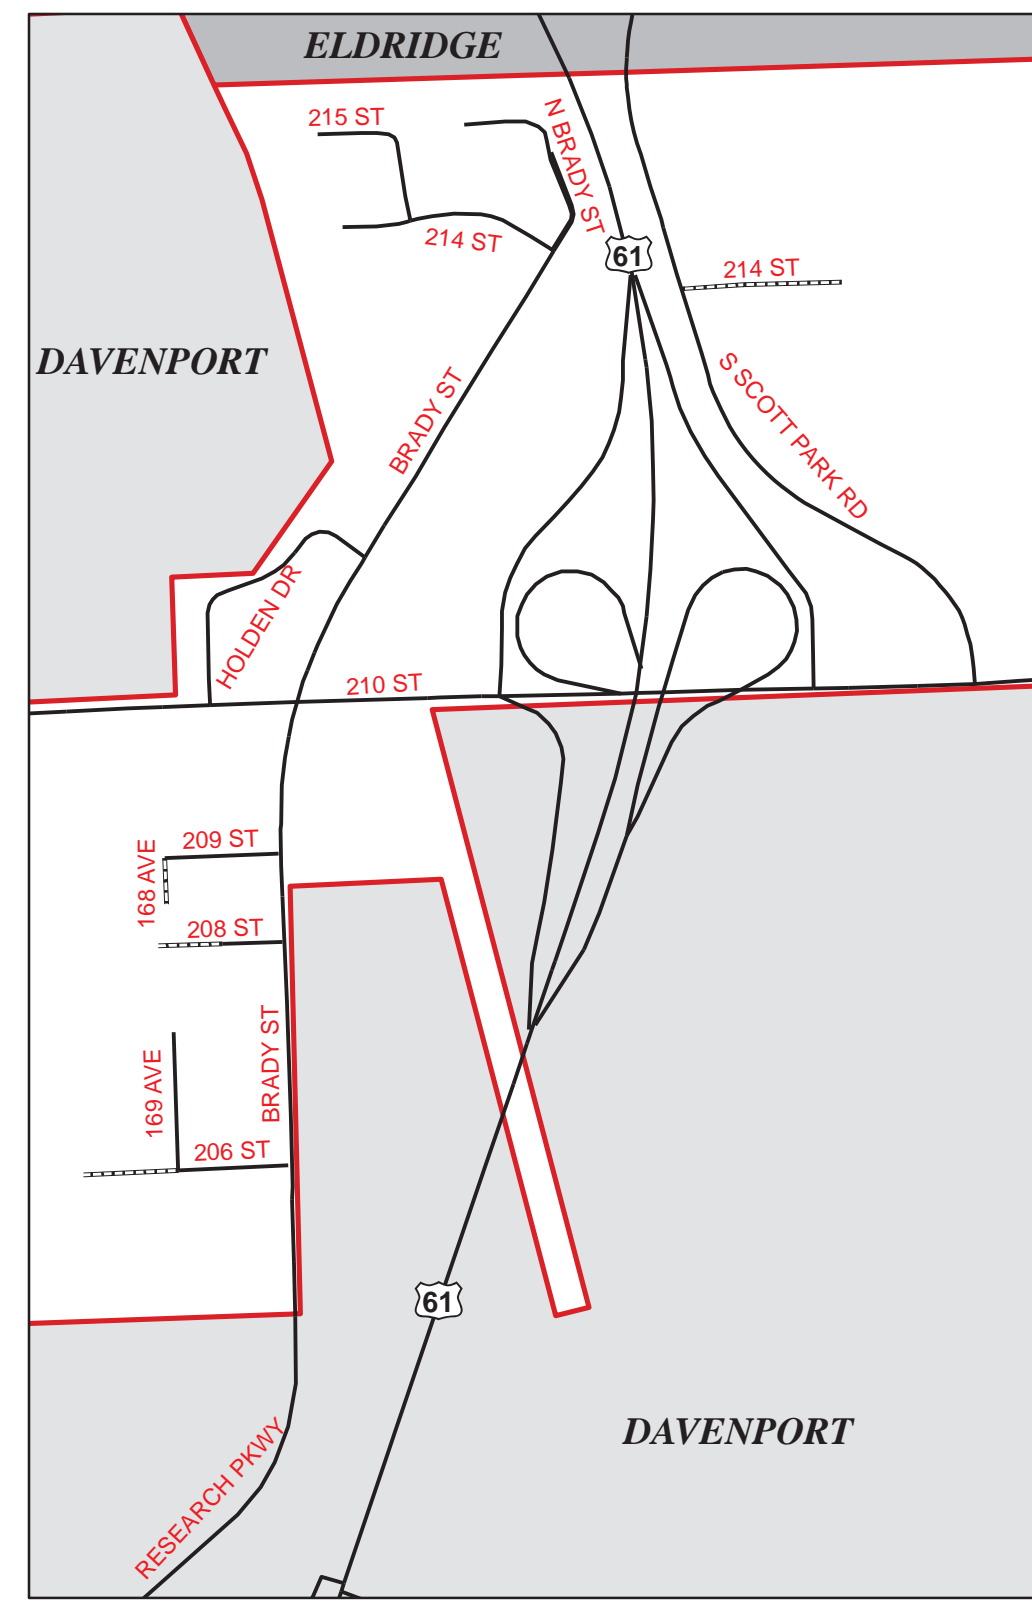 ELDRIDGE
215 ST
N BRADY ST
214 ST
61
214 ST
DAVENPORT
BRADY ST
S SCOTT PARK RD
HOLDEN DR
210 ST
209 ST
168 AVE
208 ST
BRADY ST
169 AVE
206 ST
61
DAVENPORT
RESEARCH PKWY